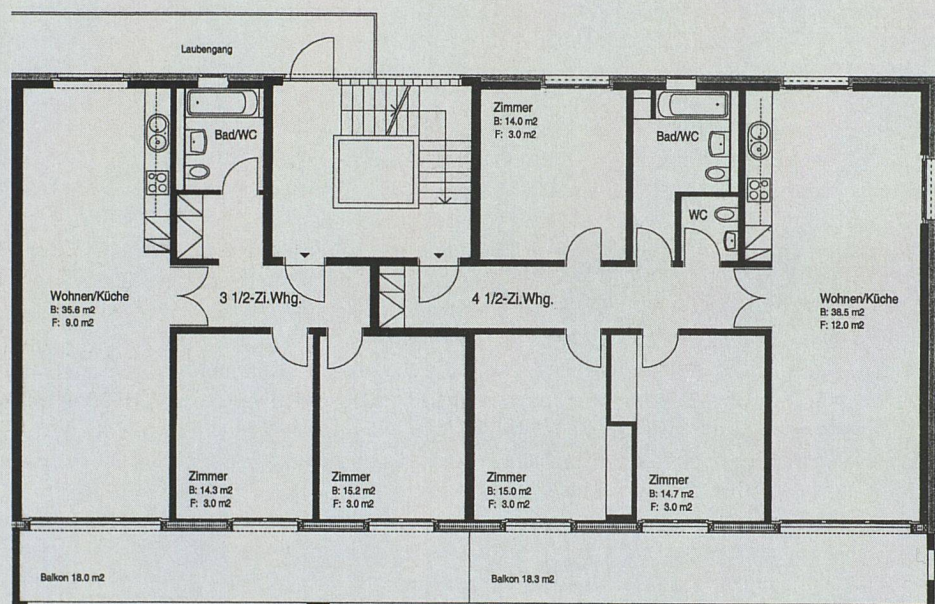 Laubengang
Bad/WC
Zimmer
B: 14.0 m2
F: 3.0 m2
Bad/WC
WC
Wohnen/Küche
B: 35.6 m2
F: 9.0 m2
3 1/2-Zi.Whg.
4 1/2-Zi.Whg.
Wohnen/Küche
B: 38.5 m2
F: 12.0 m2
Zimmer
B: 14.3 m2
F: 3.0 m2
Zimmer
B: 15.2 m2
F: 3.0 m2
Zimmer
B: 15.0 m2
F: 3.0 m2
Zimmer
B: 14.7 m2
F: 3.0 m2
Balkon 18.0 m2
Balkon 18.3 m2